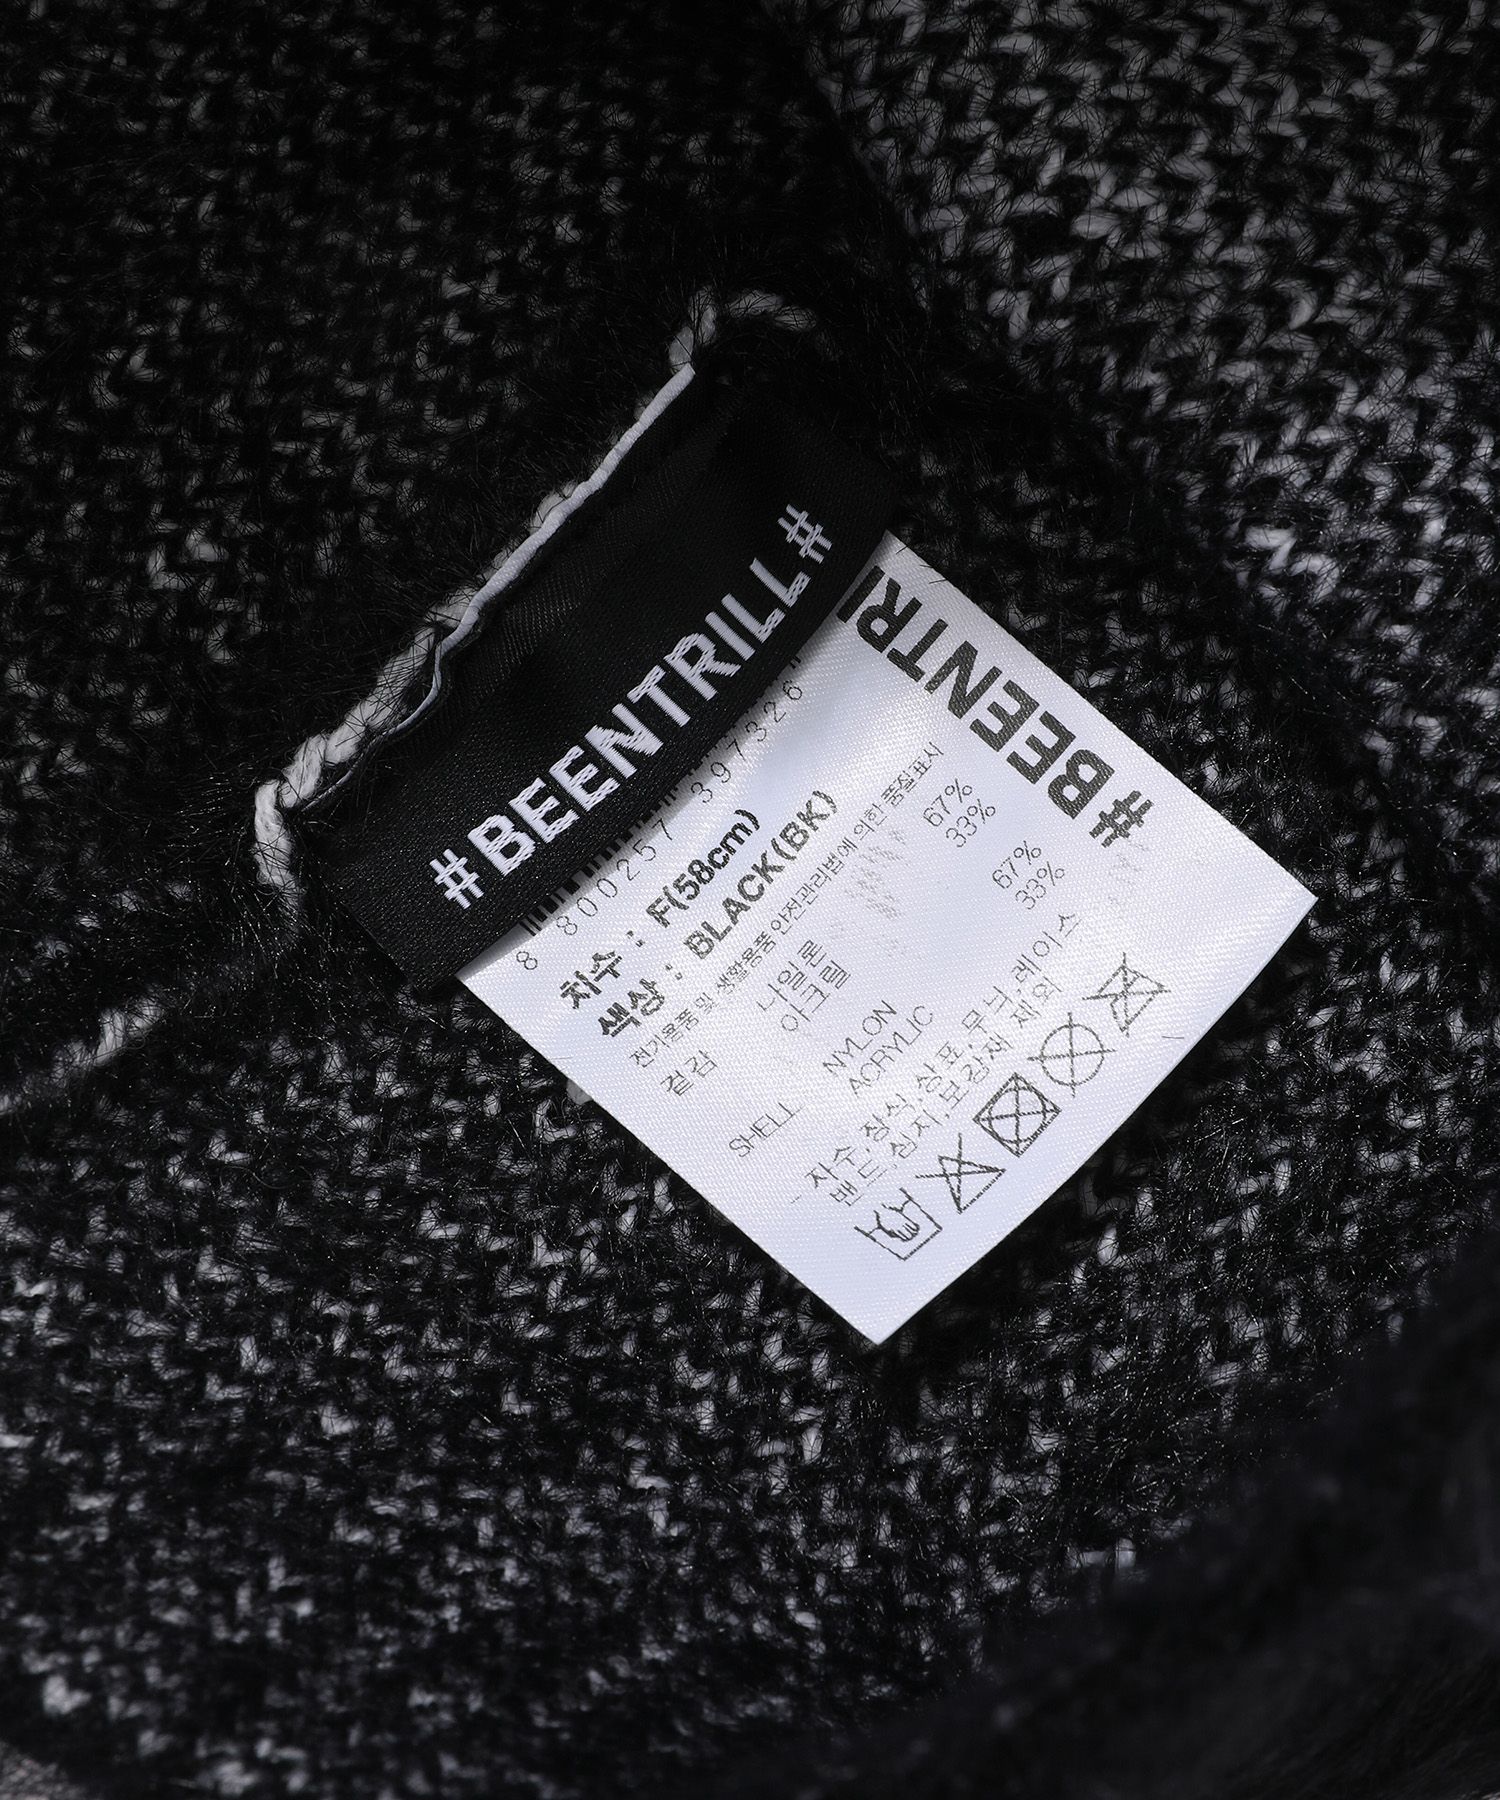 #BEENTRILL#
#BEENTRI
8 800257 397326
치수 : F(58cm)
색상 : BLACK(BK)
전기용품 및 생활용품 안전관리법에 의한 품질표시
겉감 나일론 67%
아크릴 33%
SHELL NYLON 67%
ACRYLIC 33%
자수,장식,상표,무늬,레이스
밴드,심지,보강재 제외